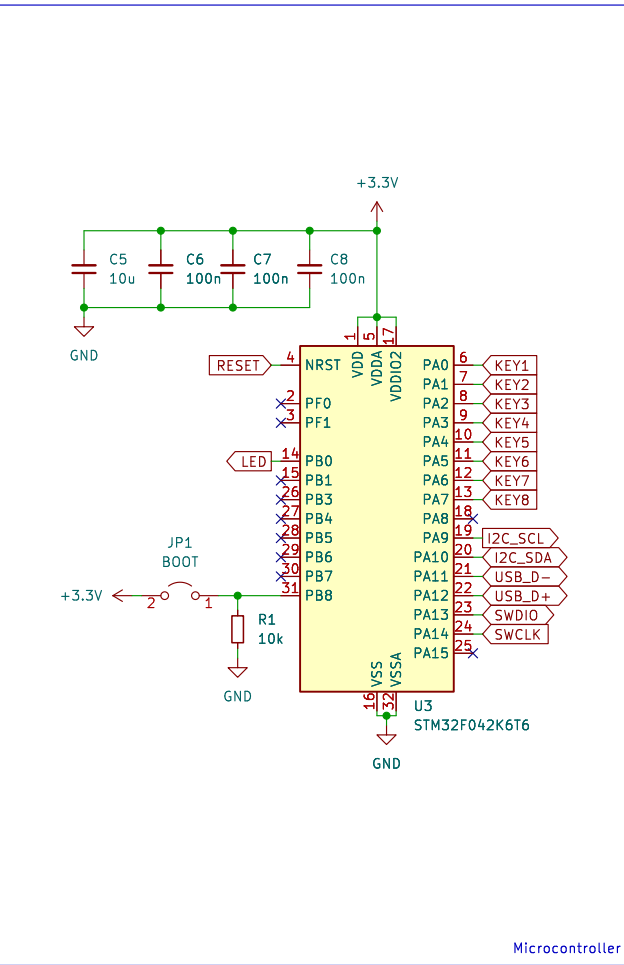 +3.3V
C5
10u
C6
100n
C7
100n
C8
100n
GND
1
5
17
VDD
VDDA
VDDIO2
RESET
4
NRST
2
PF0
3
PF1
LED
14
PB0
15
PB1
26
PB3
27
PB4
28
PB5
29
PB6
30
PB7
31
PB8
JP1
BOOT
+3.3V
2
1
R1
10k
GND
PA0
6
KEY1
PA1
7
KEY2
PA2
8
KEY3
PA3
9
KEY4
PA4
10
KEY5
PA5
11
KEY6
PA6
12
KEY7
PA7
13
KEY8
PA8
18
PA9
19
I2C_SCL
PA10
20
I2C_SDA
PA11
21
USB_D-
PA12
22
USB_D+
PA13
23
SWDIO
PA14
24
SWCLK
PA15
25
VSS
VSSA
16
32
U3
STM32F042K6T6
GND
Microcontroller